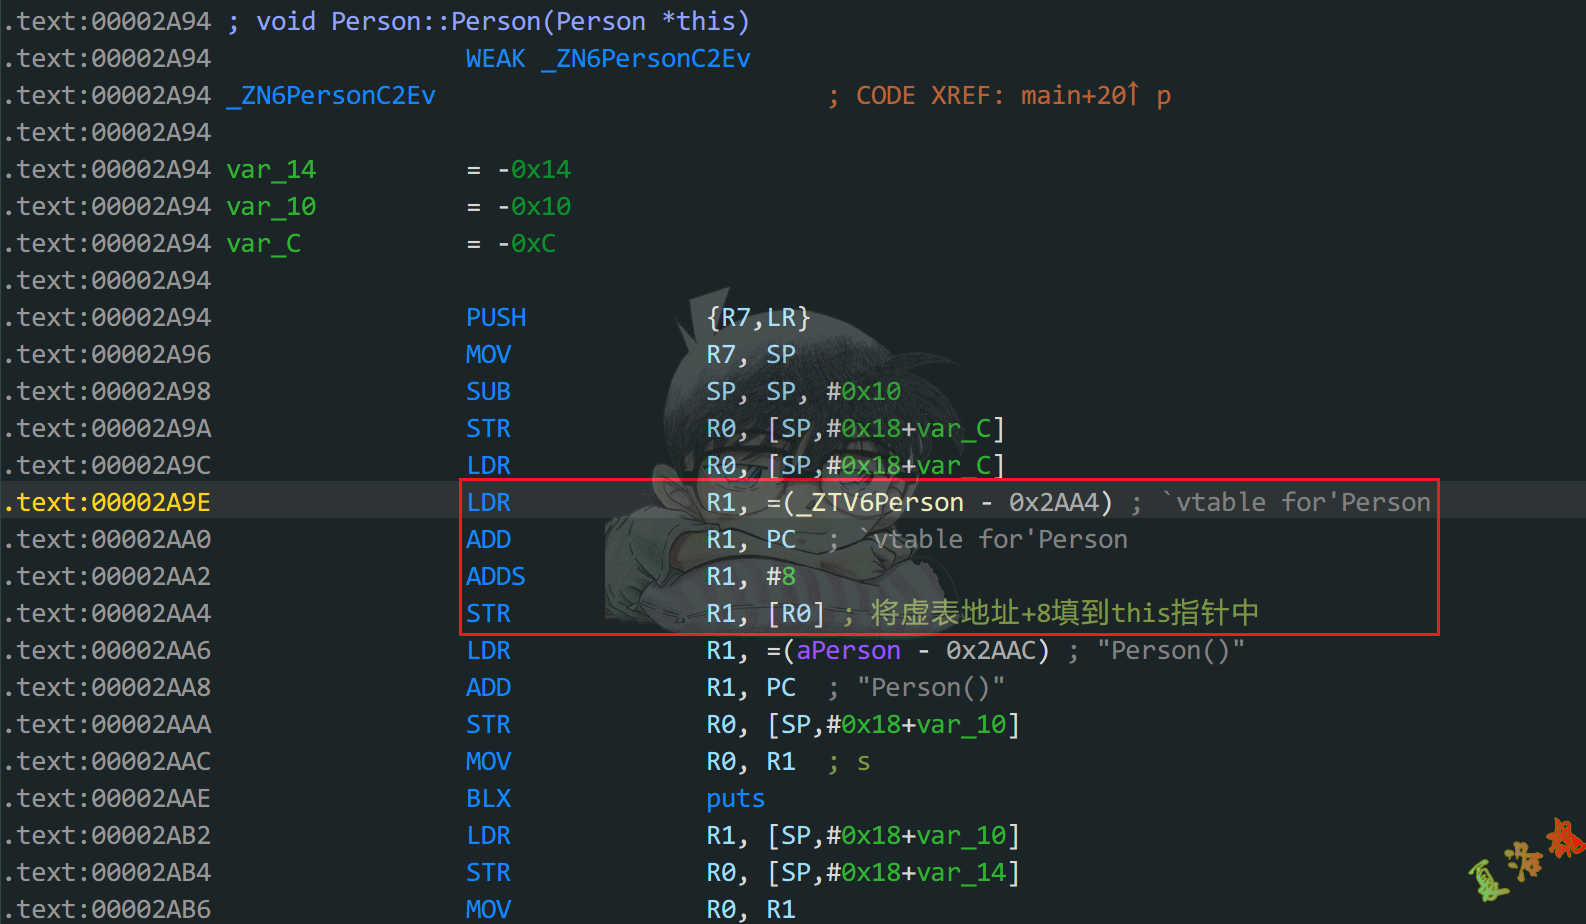 .text:00002A94 ; void Person::Person(Person *this)
.text:00002A94 WEAK _ZN6PersonC2Ev
.text:00002A94 _ZN6PersonC2Ev ; CODE XREF: main+20↑ p
.text:00002A94
.text:00002A94 var_14 = -0x14
.text:00002A94 var_10 = -0x10
.text:00002A94 var_C = -0xC
.text:00002A94
.text:00002A94 PUSH {R7,LR}
.text:00002A96 MOV R7, SP
.text:00002A98 SUB SP, SP, #0x10
.text:00002A9A STR R0, [SP,#0x18+var_C]
.text:00002A9C LDR R0, [SP,#0x18+var_C]
.text:00002A9E LDR R1, =(_ZTV6Person - 0x2AA4) ; `vtable for'Person
.text:00002AA0 ADD R1, PC ; `vtable for'Person
.text:00002AA2 ADDS R1, #8
.text:00002AA4 STR R1, [R0] ; 将虚表地址+8填到this指针中
.text:00002AA6 LDR R1, =(aPerson - 0x2AAC) ; "Person()"
.text:00002AA8 ADD R1, PC ; "Person()"
.text:00002AAA STR R0, [SP,#0x18+var_10]
.text:00002AAC MOV R0, R1 ; s
.text:00002AAE BLX puts
.text:00002AB2 LDR R1, [SP,#0x18+var_10]
.text:00002AB4 STR R0, [SP,#0x18+var_14]
.text:00002AB6 MOV R0, R1
夏洛